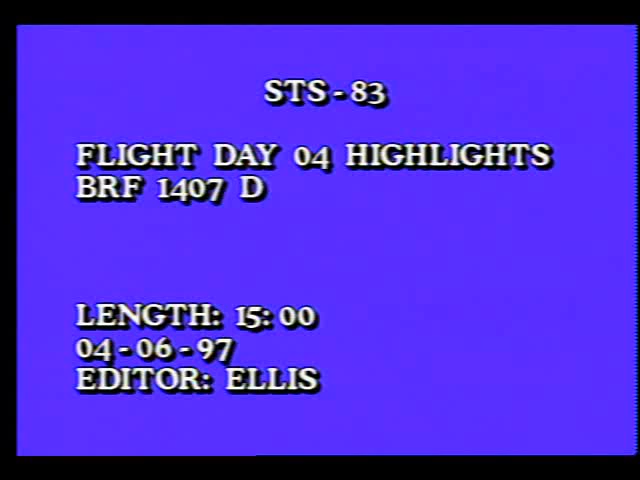 STS - 83
FLIGHT DAY 04 HIGHLIGHTS
BRF 1407 D
LENGTH: 15: 00
04 - 06 - 97
EDITOR: ELLIS